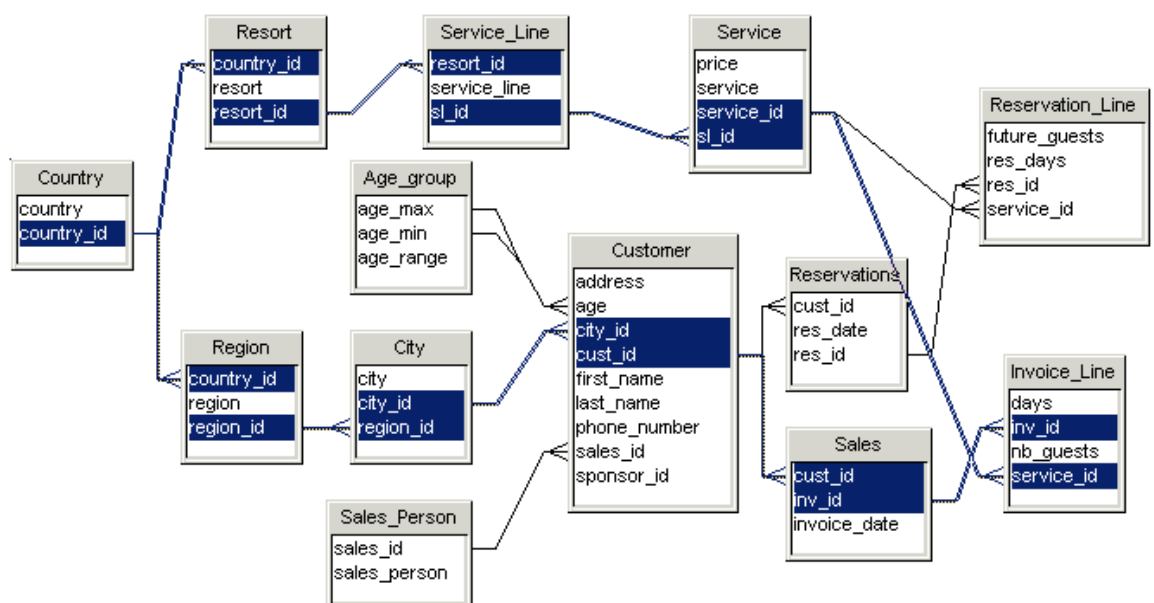 Resort
country_id
resort
resort_id
Service_Line
resort_id
service_line
sl_id
Service
price
service
service_id
sl_id
Reservation_Line
future_guests
res_days
res_id
service_id
Country
country
country_id
Age_group
age_max
age_min
age_range
Customer
address
age
city_id
cust_id
first_name
last_name
phone_number
sales_id
sponsor_id
Reservations
cust_id
res_date
res_id
Region
country_id
region
region_id
City
city
city_id
region_id
Invoice_Line
days
inv_id
nb_guests
service_id
Sales
cust_id
inv_id
invoice_date
Sales_Person
sales_id
sales_person